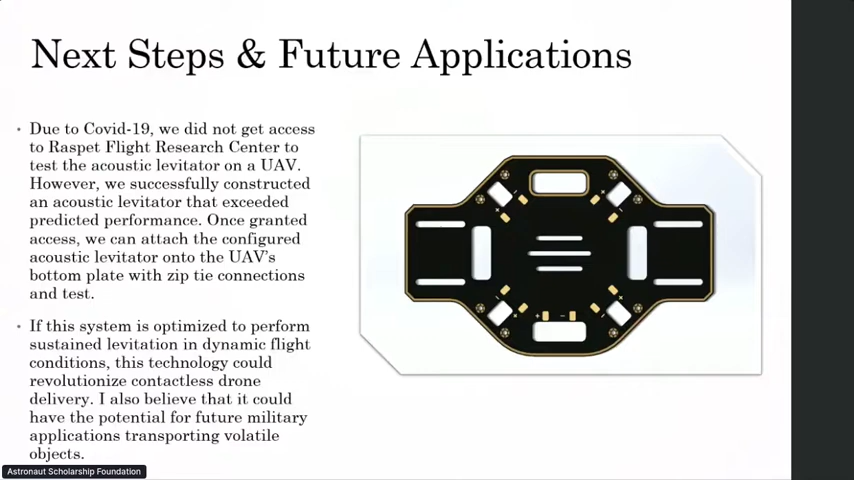 Next Steps & Future Applications
Due to Covid-19, we did not get access
to Raspet Flight Research Center to
test the acoustic levitator on a UAV.
However, we successfully constructed
an acoustic levitator that exceeded
predicted performance. Once granted
access, we can attach the configured
acoustic levitator onto the UAV's
bottom plate with zip tie connections
and test.
If this system is optimized to perform
sustained levitation in dynamic flight
conditions, this technology could
revolutionize contactless drone
delivery. I also believe that it could
have the potential for future military
applications transporting volatile
objects.
Astronaut Scholarship Foundation